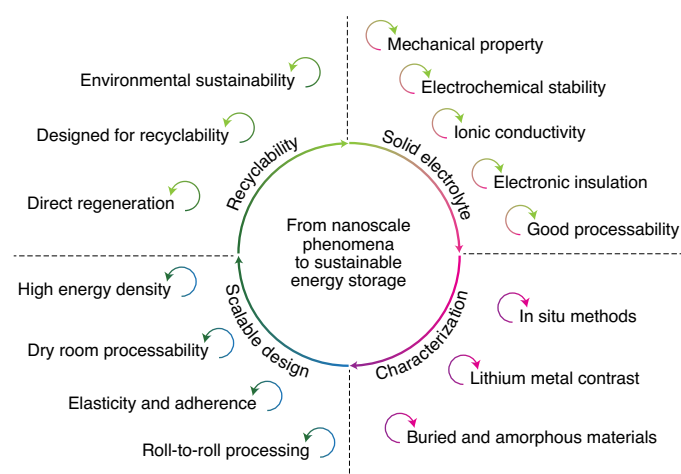 Mechanical property
Environmental sustainability
Electrochemical stability
Designed for recyclability
Ionic conductivity
Recyclability
Solid electrolyte
Direct regeneration
Electronic insulation
Good processability
From nanoscale
phenomena
to sustainable
energy storage
High energy density
In situ methods
Scalable design
Characterization
Dry room processability
Lithium metal contrast
Elasticity and adherence
Buried and amorphous materials
Roll-to-roll processing